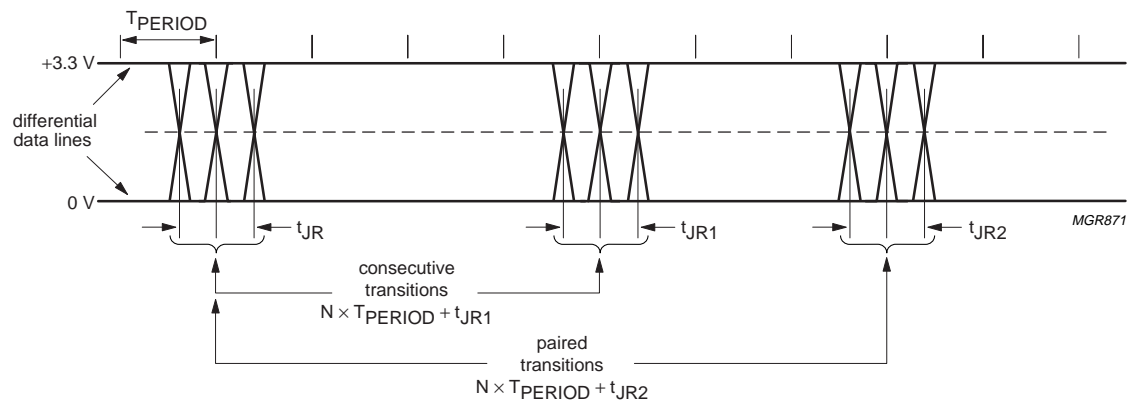 TPERIOD
+3.3 V
differential
data lines
0 V
tJR
tJR1
tJR2
MGR871
consecutive
transitions
N × TPERIOD + tJR1
paired
transitions
N × TPERIOD + tJR2